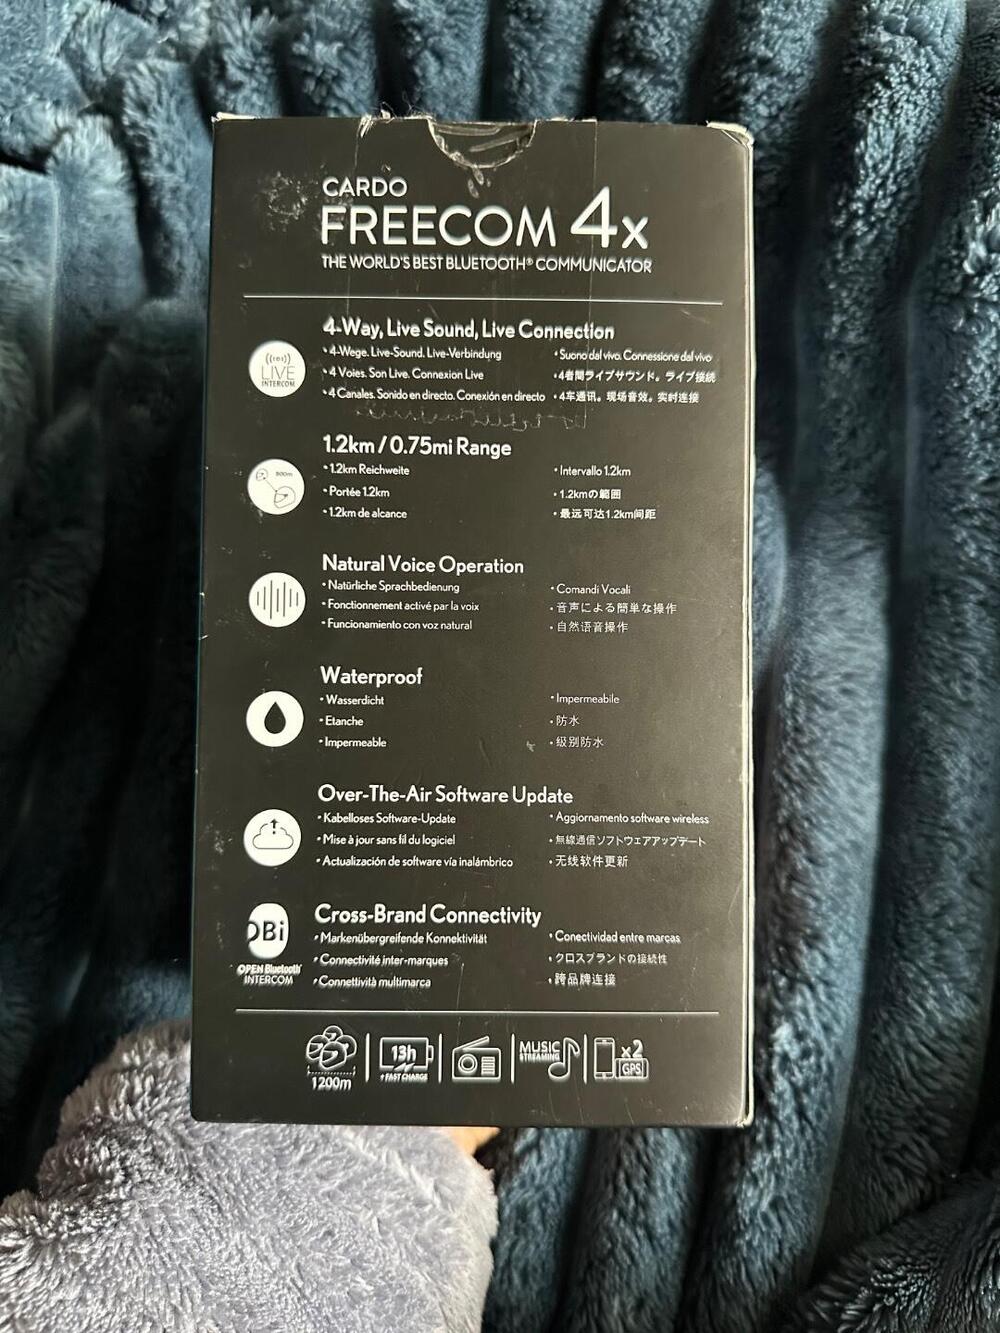 CARDO
FREECOM 4x
THE WORLD'S BEST BLUETOOTH® COMMUNICATOR
((•))
LIVE
INTERCOM
4-Way, Live Sound, Live Connection
• 4-Wege. Live-Sound. Live-Verbindung
• Suono dal vivo. Connessione dal vivo
• 4 Voies. Son Live. Connexion Live
• 4者間ライブサウンド。ライブ接続
• 4 Canales. Sonido en directo. Conexión en directo
• 4车通讯。现场音效。实时连接
800m
1.2km / 0.75mi Range
• 1.2km Reichweite
• Intervallo 1.2km
• Portée 1.2km
• 1.2kmの範囲
• 1.2km de alcance
• 最远可达1.2km间距
Natural Voice Operation
• Natürliche Sprachbedienung
• Comandi Vocali
• Fonctionnement activé par la voix
• 音声による簡単な操作
• Funcionamiento con voz natural
• 自然语音操作
Waterproof
• Wasserdicht
• Impermeabile
• Etanche
• 防水
• Impermeable
• 级别防水
Over-The-Air Software Update
• Kabelloses Software-Update
• Aggiornamento software wireless
• Mise à jour sans fil du logiciel
• 無線通信ソフトウェアアップデート
• Actualización de software vía inalámbrico
• 无线软件更新
OBi
OPEN Bluetooth®
INTERCOM
Cross-Brand Connectivity
• Markenübergreifende Konnektivität
• Conectividad entre marcas
• Connectivité inter-marques
• クロスブランドの接続性
• Connettività multimarca
• 跨品牌连接
1200m
13h
+ FAST CHARGE
MUSIC
STREAMING
x2
GPS